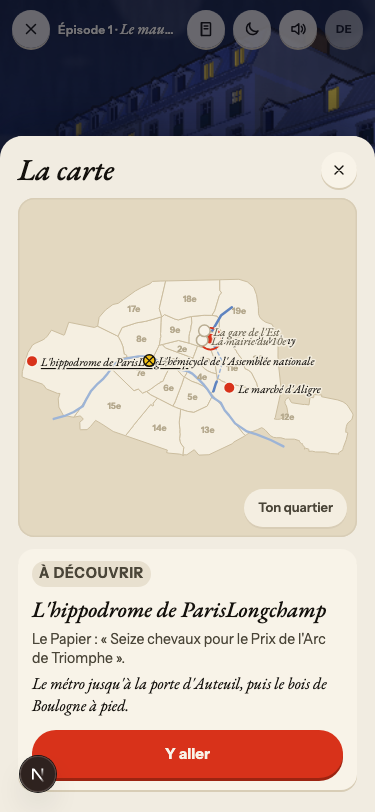 Épisode 1 · Le mau...
DE
La carte
18e
17e
19e
9e
La gare de l'Est
8e
La mairie du 10e
2e
L'hippodrome de Paris
L'hémicycle de l'Assemblée nationale
11e
7e
4e
6e
Le marché d'Aligre
5e
15e
12e
14e
13e
Ton quartier
À DÉCOUVRIR
L'hippodrome de ParisLongchamp
Le Papier : « Seize chevaux pour le Prix de l'Arc
de Triomphe ».
Le métro jusqu'à la porte d'Auteuil, puis le bois de
Boulogne à pied.
Y aller
N